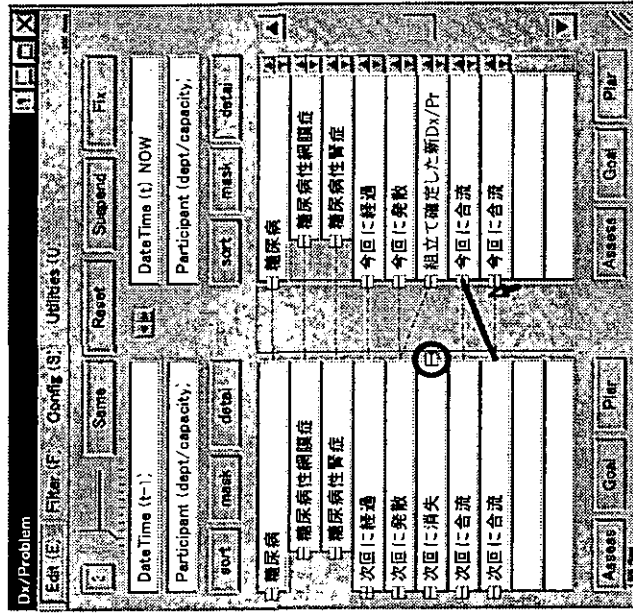 Dx/Problem
Edit (E; Filter (F; Config (S; Utilities (U,
Same Reset Suspend Fix
DateTime (t-1)
Participant (dept/capacity;
sort mask detai
糖尿病
糖尿病性網膜症
糖尿病性腎症
次回に経過
次回に発散
次回に消失
次回に合流
次回に合流
Assess Goal Plar
DateTime (t) NOW
Participant (dept/capacity;
sort mask detai
糖尿病
糖尿病性網膜症
糖尿病性腎症
今回に経過
今回に発散
組立て確定した新Dx/Pr
今回に合流
今回に合流
Assess Goal Plar